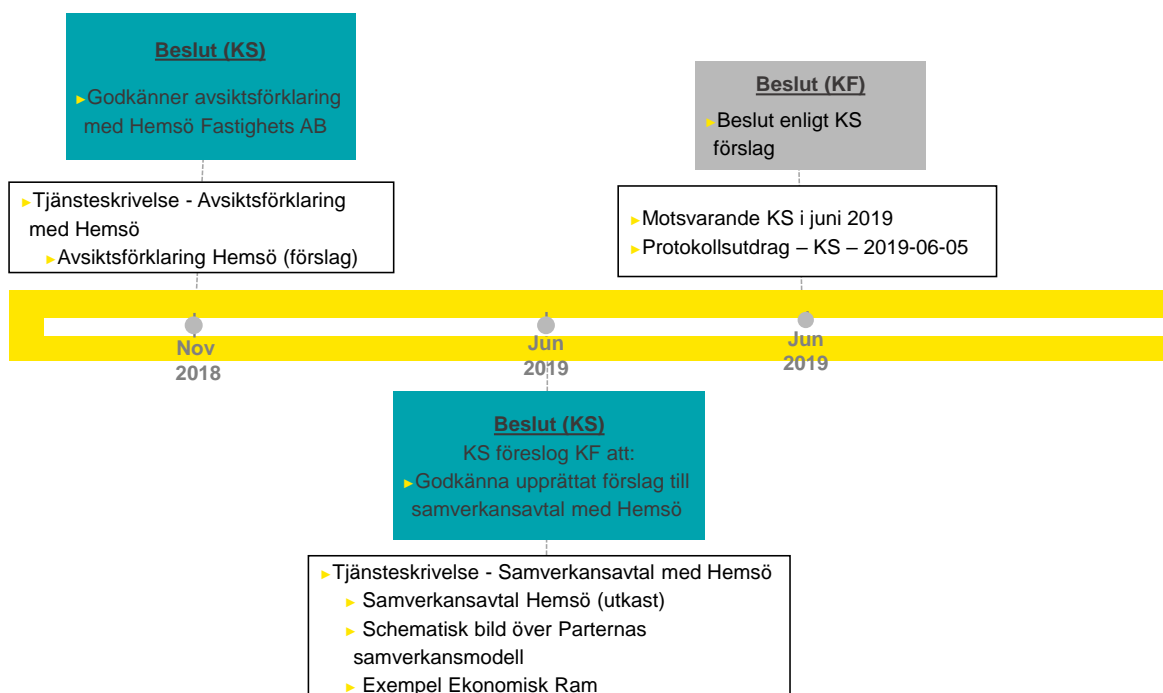 Beslut (KS)
►Godkänner avsiktsförklaring
med Hemsö Fastighets AB
►Tjänsteskrivelse - Avsiktsförklaring
med Hemsö
►Avsiktsförklaring Hemsö (förslag)
Beslut (KF)
►Beslut enligt KS
förslag
►Motsvarande KS i juni 2019
►Protokollsutdrag – KS – 2019-06-05
Nov
2018
Jun
2019
Jun
2019
Beslut (KS)
KS föreslog KF att:
►Godkänna upprättat förslag till
samverkansavtal med Hemsö
►Tjänsteskrivelse - Samverkansavtal med Hemsö
► Samverkansavtal Hemsö (utkast)
► Schematisk bild över Parternas
samverkansmodell
► Exempel Ekonomisk Ram